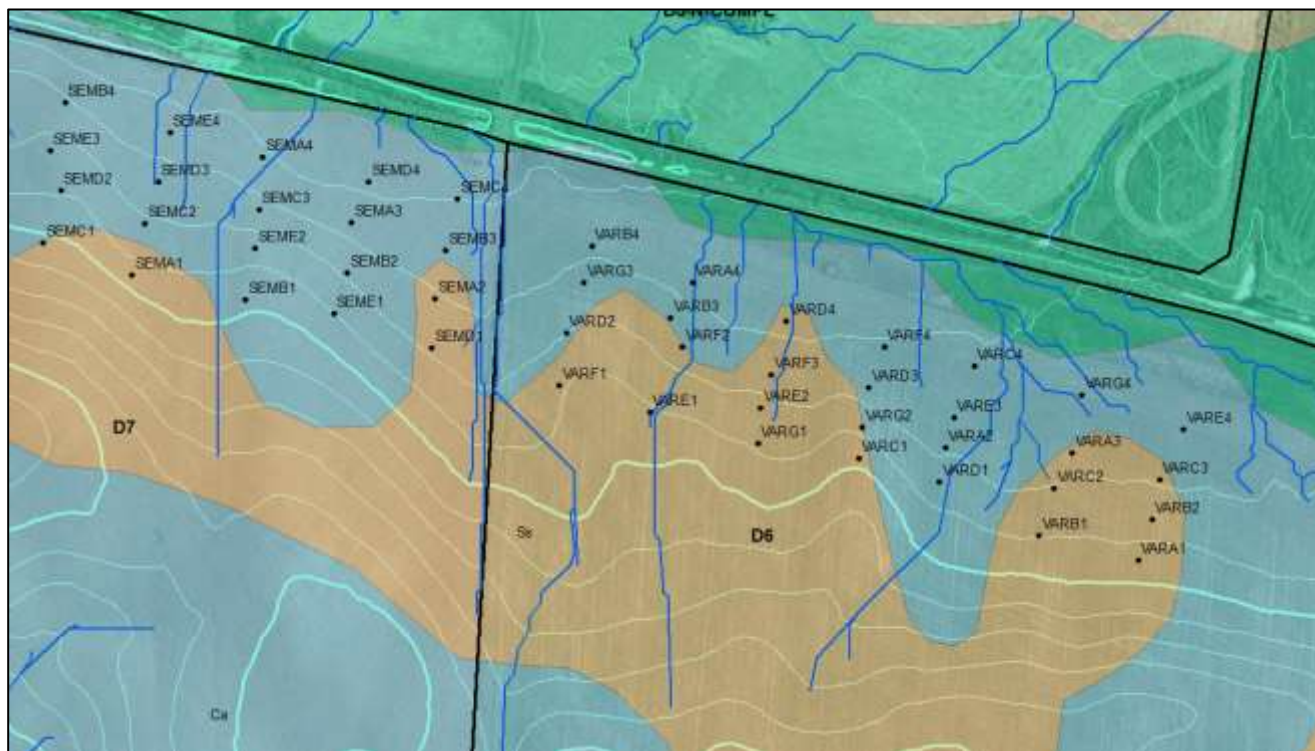 SEMB4
SEME4
SEME3
SEMA4
SEMD2
SEMD3
SEMD4
SEMC4
SEMC3
SEMC2
SEMA3
SEMC1
SEME2
SEMB3
SEMA1
SEMB2
SEMB1
SEMA2
SEME1
SEMD1
VARB4
VARG3
VARA4
VARB3
VARD4
VARD2
VARF2
VARF4
VARC4
VARF3
VARF1
VARD3
VARG4
VARE1
VARE2
VARE3
VARG2
VARE4
D7
VARG1
VARC1
VARA2
VARA3
VARD1
VARC2
VARC3
VARB2
VARB1
Ss
D6
VARA1
Ca